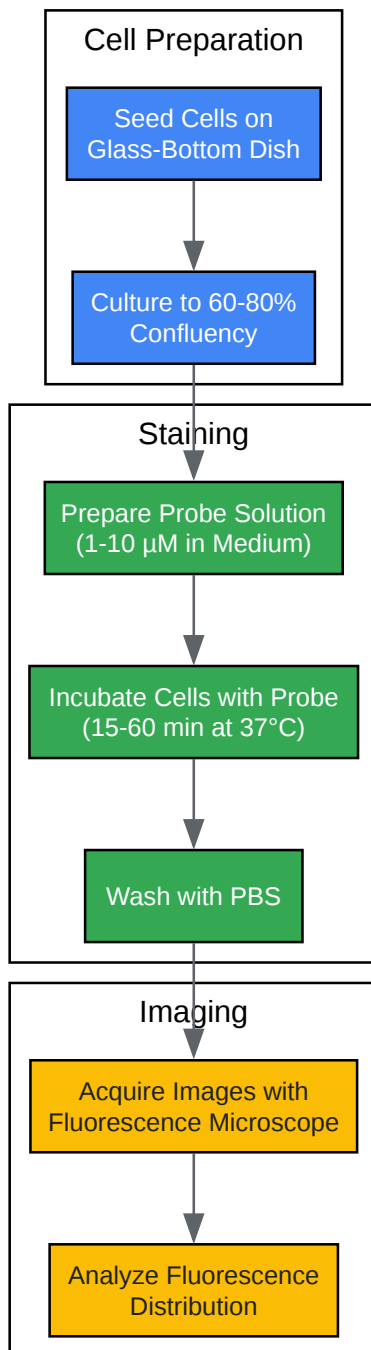 Cell Preparation
Seed Cells on
Glass-Bottom Dish
Culture to 60-80%
Confluency
Staining
Prepare Probe Solution
(1-10 µM in Medium)
Incubate Cells with Probe
(15-60 min at 37°C)
Wash with PBS
Imaging
Acquire Images with
Fluorescence Microscope
Analyze Fluorescence
Distribution